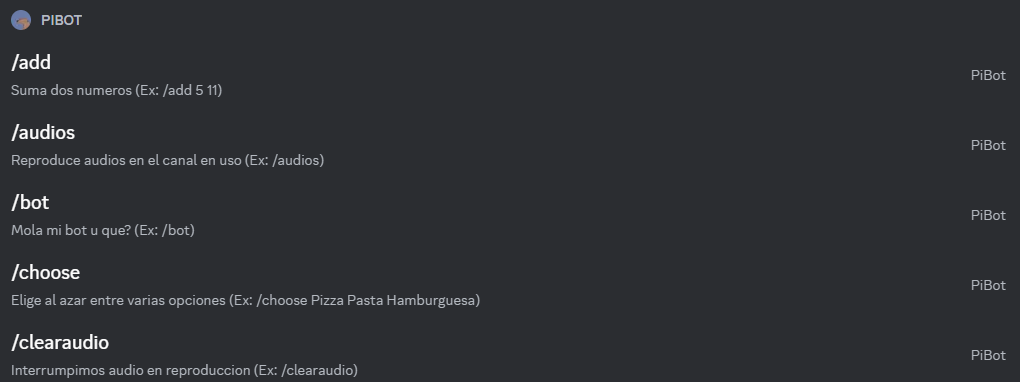 PIBOT
/add
Suma dos numeros (Ex: /add 5 11)
PiBot
/audios
Reproduce audios en el canal en uso (Ex: /audios)
PiBot
/bot
Mola mi bot u que? (Ex: /bot)
PiBot
/choose
Elige al azar entre varias opciones (Ex: /choose Pizza Pasta Hamburguesa)
PiBot
/clearaudio
Interrumpimos audio en reproduccion (Ex: /clearaudio)
PiBot